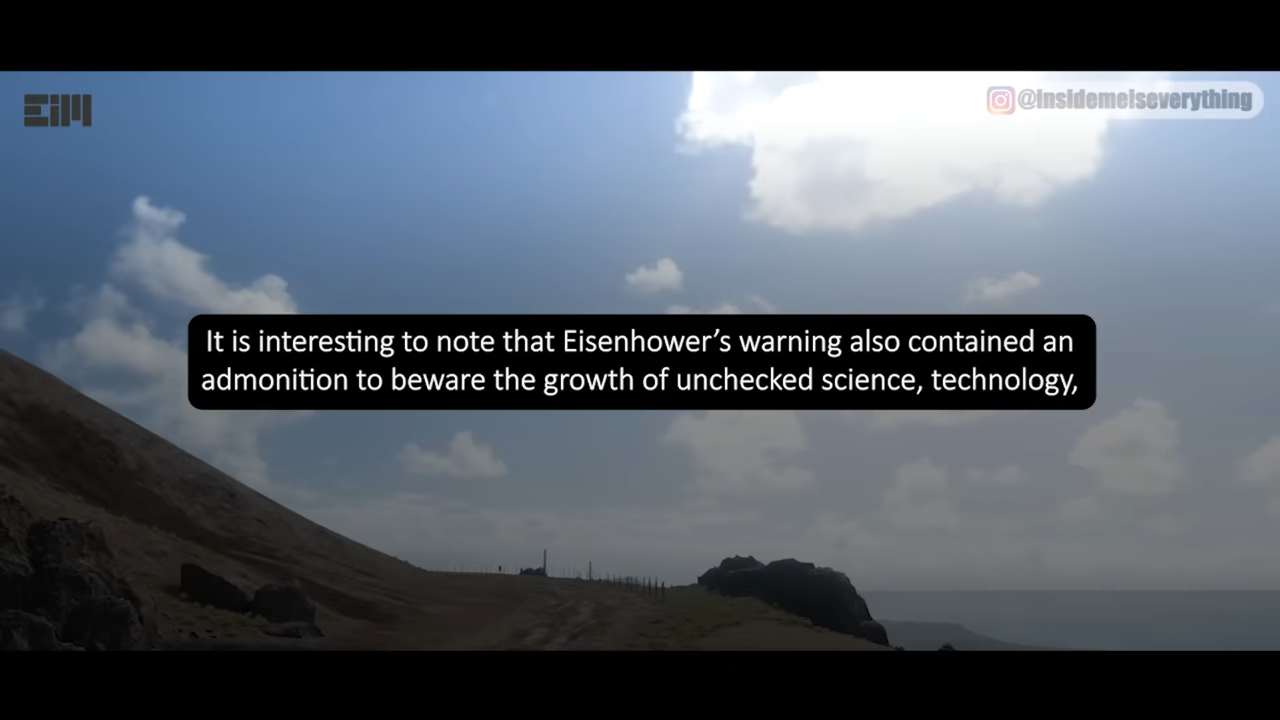 EiM
@insidemeiseverything
It is interesting to note that Eisenhower’s warning also contained an
admonition to beware the growth of unchecked science, technology,